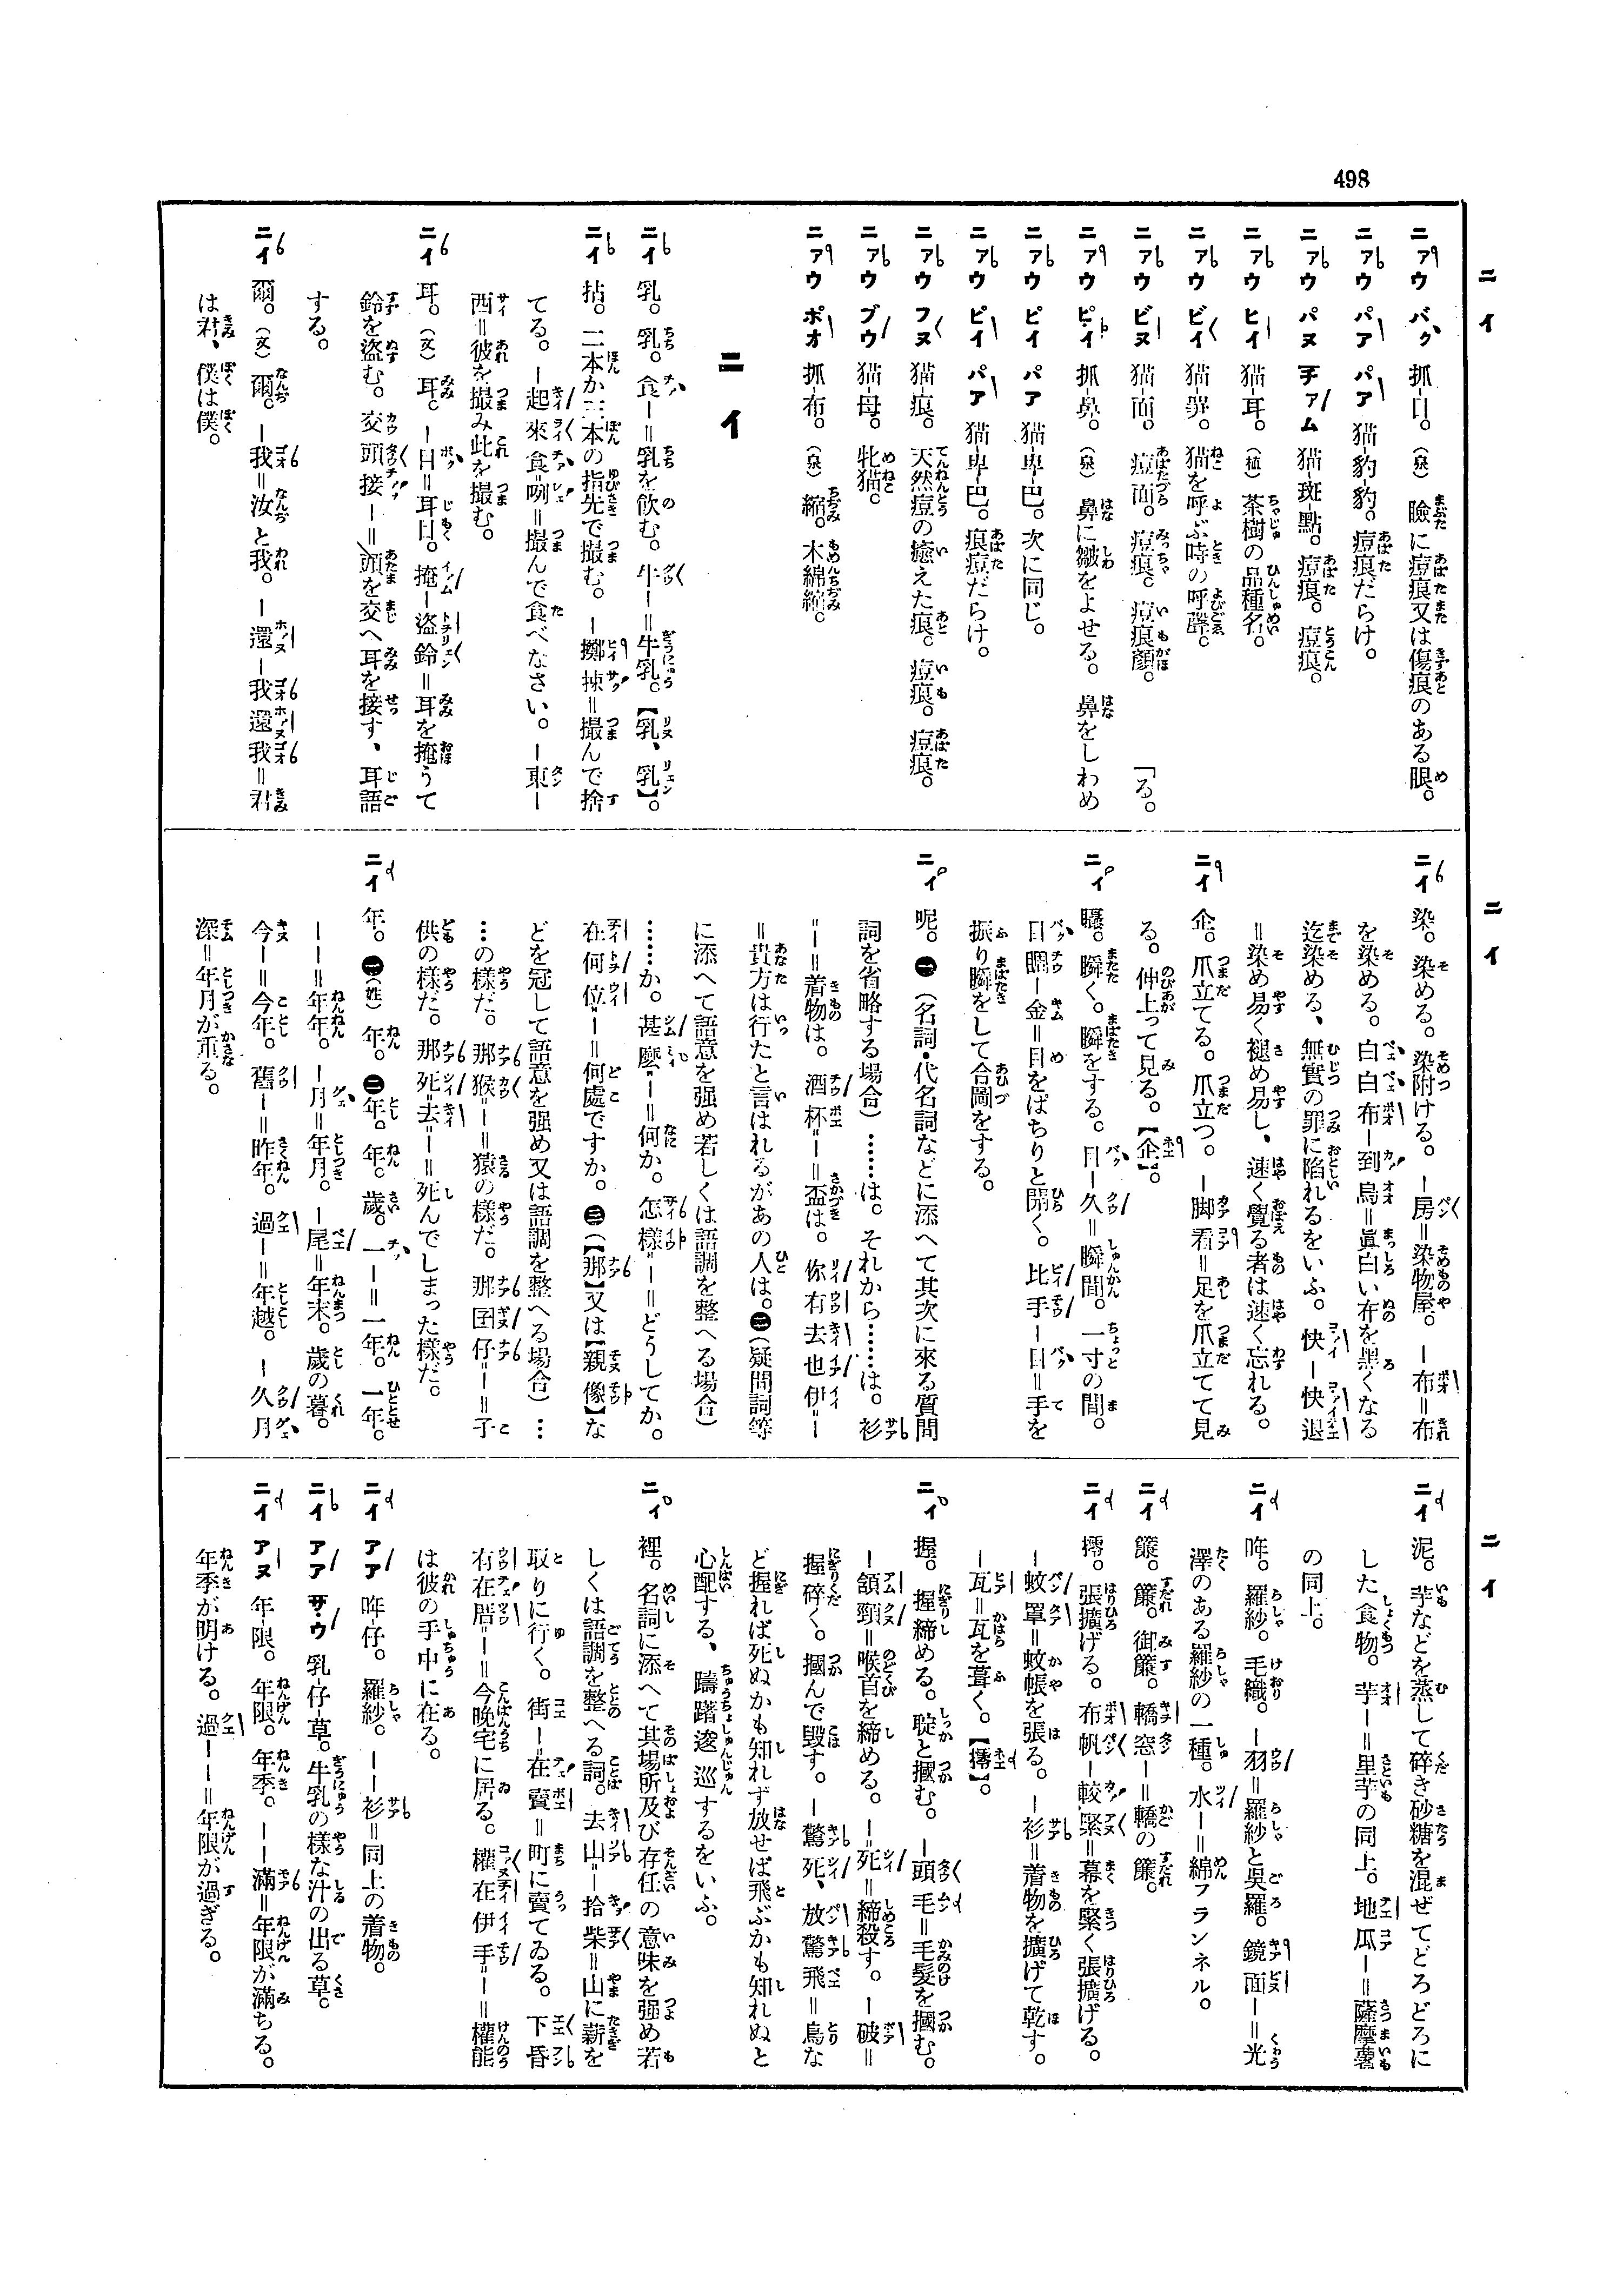 498
ニイ
ニイ
ニイ
ニァウ バク 抓-目。(泉) 瞼に痘痕又は傷痕のある眼。
ニァウ パア パア 猫-豹-豹。痘痕だらけ。
ニァウ パヌ チァム 猫-斑-點。痘痕。痘痕。
ニァウ ヒイ 猫-耳。(植) 茶樹の品種名。
ニァウ ビイ 猫を呼ぶ時の呼聲。
ニァウ ビヌ 猫-面。痘面。痘痕。痘痕顏。 「る。
ニァウ ピイ 抓-鼻。(泉) 鼻に皺をよせる。鼻をしわめ
ニァウ ピイ パア 猫-卑-巴。次に同じ。
ニァウ ピイ パア 猫-卑-巴。痕痘だらけ。
ニァウ フヌ 猫-痕。天然痘の癒えた痕。痘痕。痘痕。
ニァウ ブウ 猫-母。牝猫。
ニァウ ポオ 抓-布。(泉) 縮。木綿縮。
ニイ
ニイ 乳。乳。食ー=乳を飮む。牛ー=牛乳。【乳、乳】。
ニイ 拈。二本か三本の指先で撮む。ー擲捒=撮んで捨
てる。ー起來食-咧=撮んで食べなさい。ー東ー
西=彼を撮み此を撮む。
ニイ 耳。(文) 耳。ー目=耳目。掩ー盜鈴=耳を掩うて
鈴を盜む。交頭接ー=頭を交へ耳を接す、耳語
する。
ニイ 爾。(文) 爾。ー我=汝と我。ー還ー我還我=君
は君、僕は僕。
ニイ 染。染める。染附ける。ー房=染物屋。ー布=布
を染める。白白布ー到烏=眞白い布を黑くなる
迄染める、無實の罪に陷れるをいふ。快ー快退
=染め易く褪め易し、速く覺る者は速く忘れる。
ニイ 企。爪立てる。爪立つ。ー脚看=足を爪立てて見
る。伸上って見る。【企】。
ニイ 瞤。瞬く。瞬をする。目ー久=瞬間。一寸の間。
目ー金=目をぱちりと開く。比手ー目=手を
振り瞬をして合圖をする。
ニイ 呢。㊀(名詞・代名詞などに添へて其次に來る質問
詞を省略する場合)……は。それから……は。衫
ー=着物は。酒杯ー=盃は。你有去也伊ー
=貴方は行たと言はれるがあの人は。㊁(疑問詞等
に添へて語意を强め若しくは語調を整へる場合)
……か。甚麽ー=何か。怎樣ー=どうしてか。
在何位ー=何處ですか。㊂(【那】又は【親像】な
どを冠して語意を强め又は語調を整へる場合)…
…の樣だ。那猴ー=猿の樣だ。那囝仔ー=子
供の樣だ。那死去ー=死んでしまった樣だ。
ニイ 年。㊀(姓) 年。㊁年。年。歲。一ー=一年。一年。
ーー=年年。ー月=年月。ー尾=年末。歲の暮。
今ー=今年。舊ー=昨年。過ー=年越。ー久月
深=年月が重る。
ニイ 泥。芋などを蒸して碎き砂糖を混ぜてどろどろに
した食物。芋ー=里芋の同上。地瓜ー=薩摩薯
の同上。
ニイ 羅紗。毛織。ー羽=羅紗と吳羅。鏡面ー=光
澤のある羅紗の一種。水ー=綿フランネル。
ニイ 簾。御簾。轎窓ー=轎の簾。
ニイ 張擴げる。布帆ー較緊=幕を緊く張擴げる。
ー蚊罩=蚊帳を張る。ー衫=着物を擴げて乾す。
ー瓦=瓦を葺く。
ニイ 握。握締める。聢と摑む。ー頭毛=毛髮を摑む。
ー頷頸=喉首を締める。ー死=締殺す。ー破=
握碎く。摑んで毀す。ー驚死、放驚飛=鳥な
ど握れば死ぬかも知れず放せば飛ぶかも知れぬと
心配する、躊躇逡巡するをいふ。
ニイ 裡。名詞に添へて其場所及び存在の意味を强め若
しくは語調を整へる詞。去山ー拾柴=山に薪を
取りに行く。街ー=在賣=町に賣てゐる。下昏
有在厝ー=今晚宅に居る。權在伊手ー=權能
は彼の手中に在る。
ニイ アア 羅紗。ーー衫=同上の着物。
ニイ アア サウ 乳-仔-草。牛乳の樣な汁の出る草。
ニイ アヌ 年限。年限。年季。ーー滿=年限が滿ちる。
年季が明ける。過ーー=年限が過ぎる。